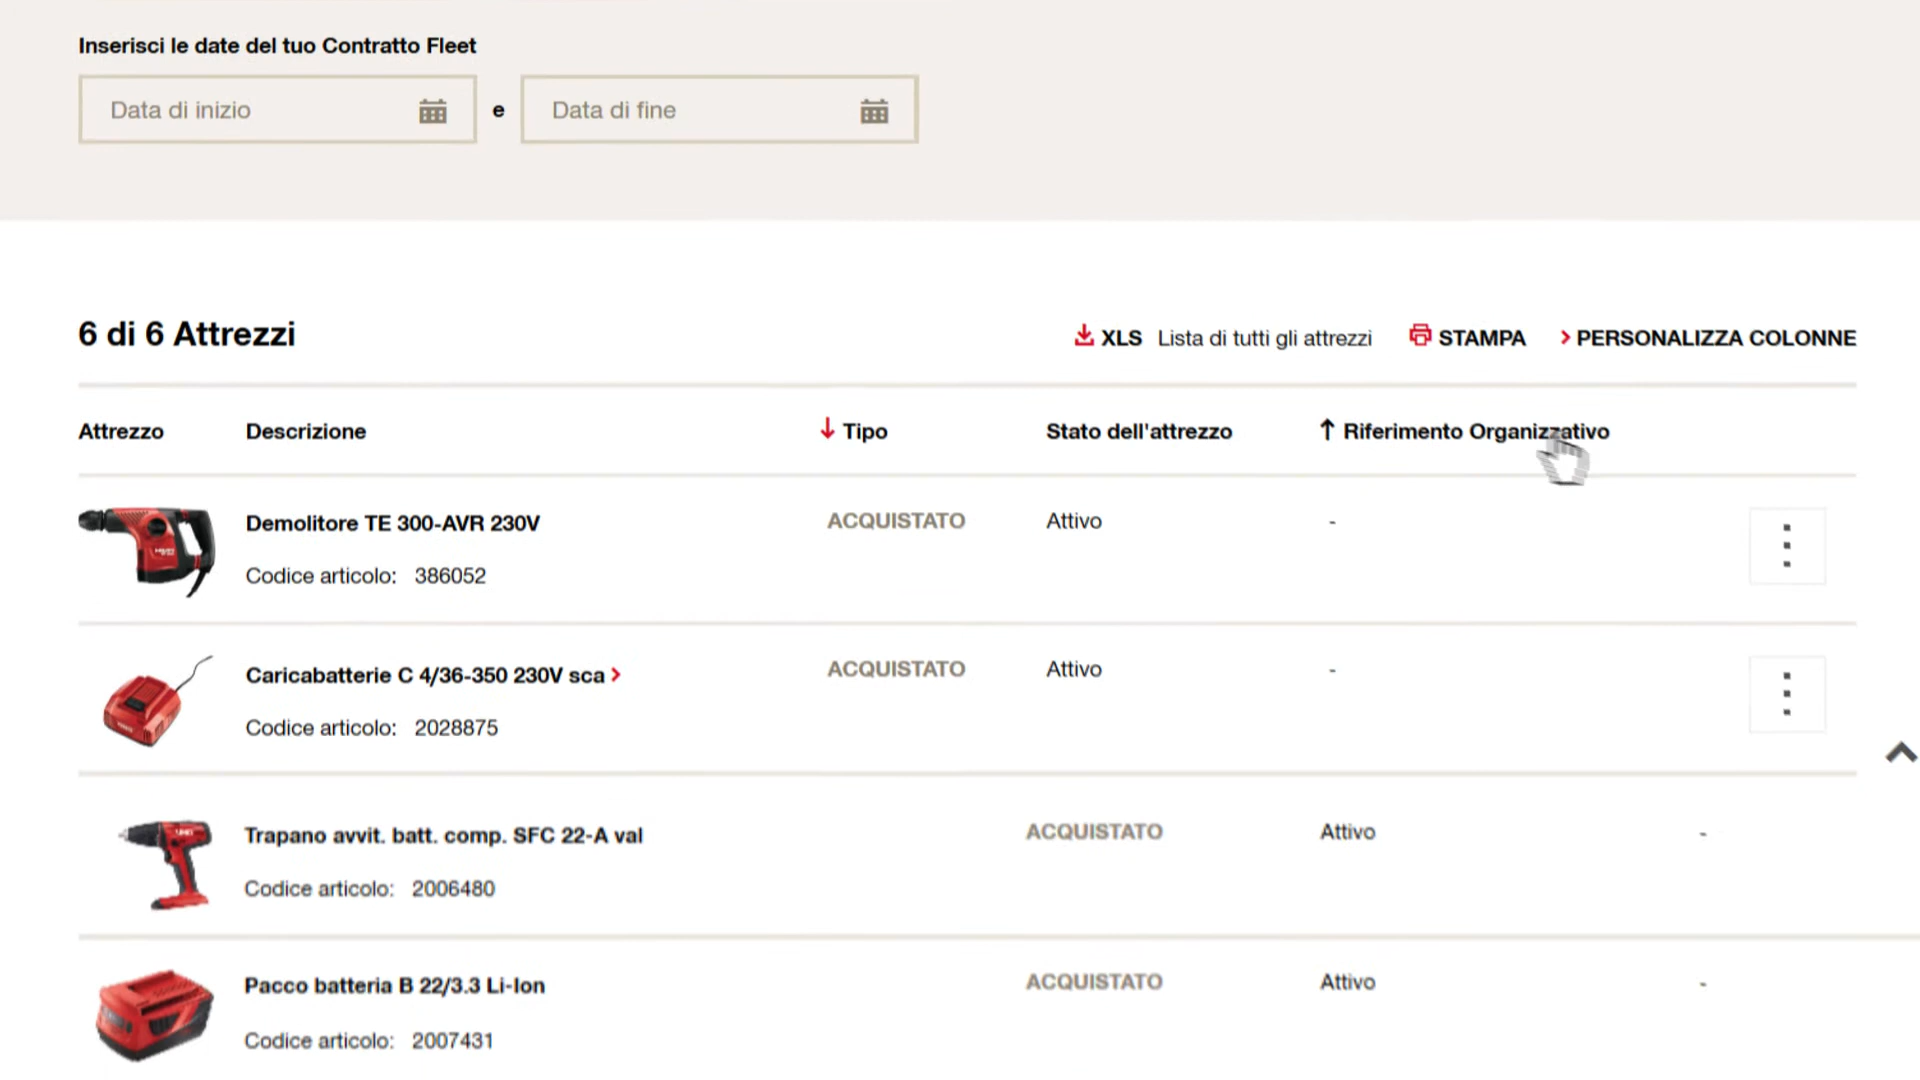 Inserisci le date del tuo Contratto Fleet
Data di inizio e Data di fine
6 di 6 Attrezzi
XLS Lista di tutti gli attrezzi STAMPA PERSONALIZZA COLONNE
Attrezzo Descrizione Tipo Stato dell'attrezzo Riferimento Organizzativo
Demolitore TE 300-AVR 230V ACQUISTATO Attivo -
Codice articolo: 386052
Caricabatterie C 4/36-350 230V sca ACQUISTATO Attivo -
Codice articolo: 2028875
Trapano avvit. batt. comp. SFC 22-A val ACQUISTATO Attivo -
Codice articolo: 2006480
Pacco batteria B 22/3.3 Li-Ion ACQUISTATO Attivo -
Codice articolo: 2007431